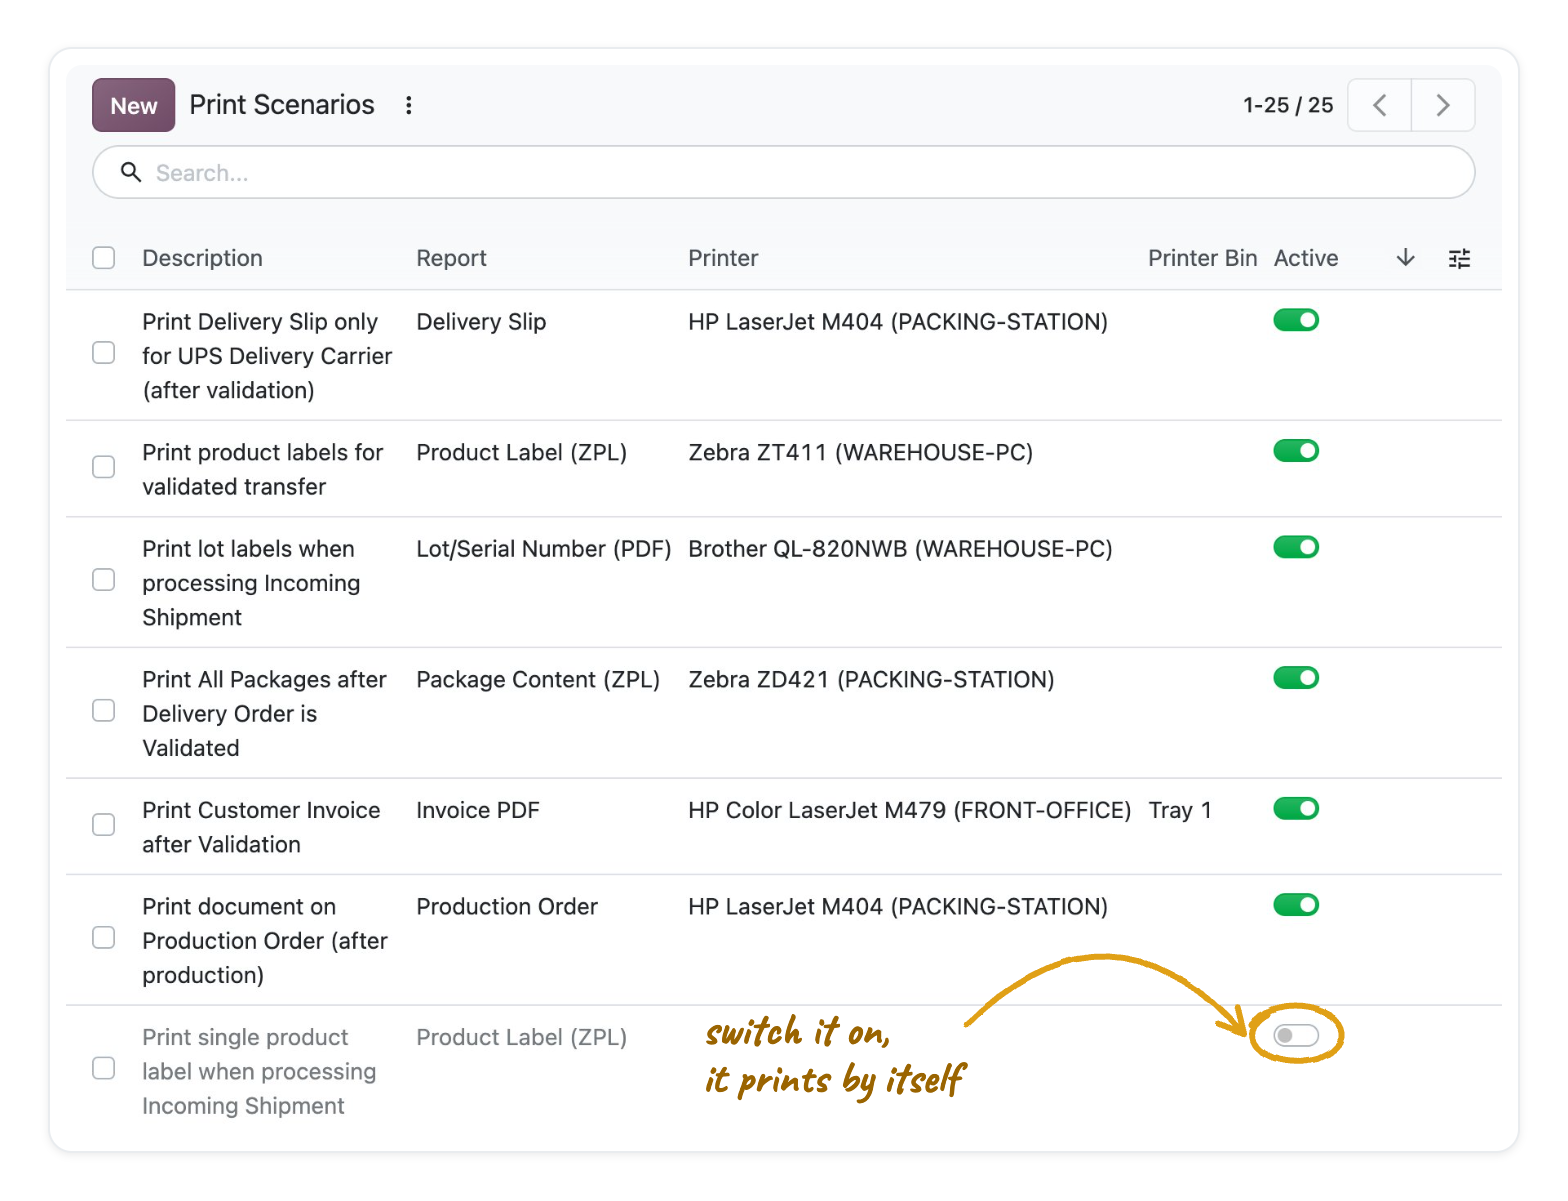 New Print Scenarios 1-25 / 25
Search...
Description Report Printer Printer Bin Active
Print Delivery Slip only Delivery Slip HP LaserJet M404 (PACKING-STATION)
for UPS Delivery Carrier
(after validation)
Print product labels for Product Label (ZPL) Zebra ZT411 (WAREHOUSE-PC)
validated transfer
Print lot labels when Lot/Serial Number (PDF) Brother QL-820NWB (WAREHOUSE-PC)
processing Incoming
Shipment
Print All Packages after Package Content (ZPL) Zebra ZD421 (PACKING-STATION)
Delivery Order is
Validated
Print Customer Invoice Invoice PDF HP Color LaserJet M479 (FRONT-OFFICE) Tray 1
after Validation
Print document on Production Order HP LaserJet M404 (PACKING-STATION)
Production Order (after
production)
Print single product Product Label (ZPL) switch it on,
label when processing it prints by itself
Incoming Shipment